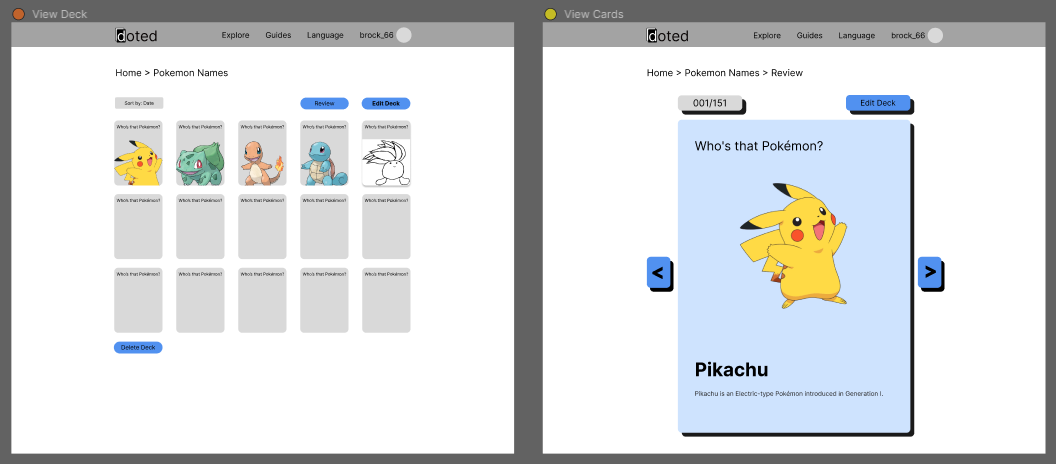 View Deck
doted
Explore Guides Language brock_66
Home > Pokemon Names
Sort by: Date Review Edit Deck
Who's that Pokémon? Who's that Pokémon? Who's that Pokémon? Who's that Pokémon? Who's that Pokémon?
Who's that Pokémon? Who's that Pokémon? Who's that Pokémon? Who's that Pokémon? Who's that Pokémon?
Who's that Pokémon? Who's that Pokémon? Who's that Pokémon? Who's that Pokémon? Who's that Pokémon?
Delete Deck
View Cards
doted
Explore Guides Language brock_66
Home > Pokemon Names > Review
001/151 Edit Deck
Who's that Pokémon?
< >
Pikachu
Pikachu is an Electric-type Pokémon introduced in Generation I.